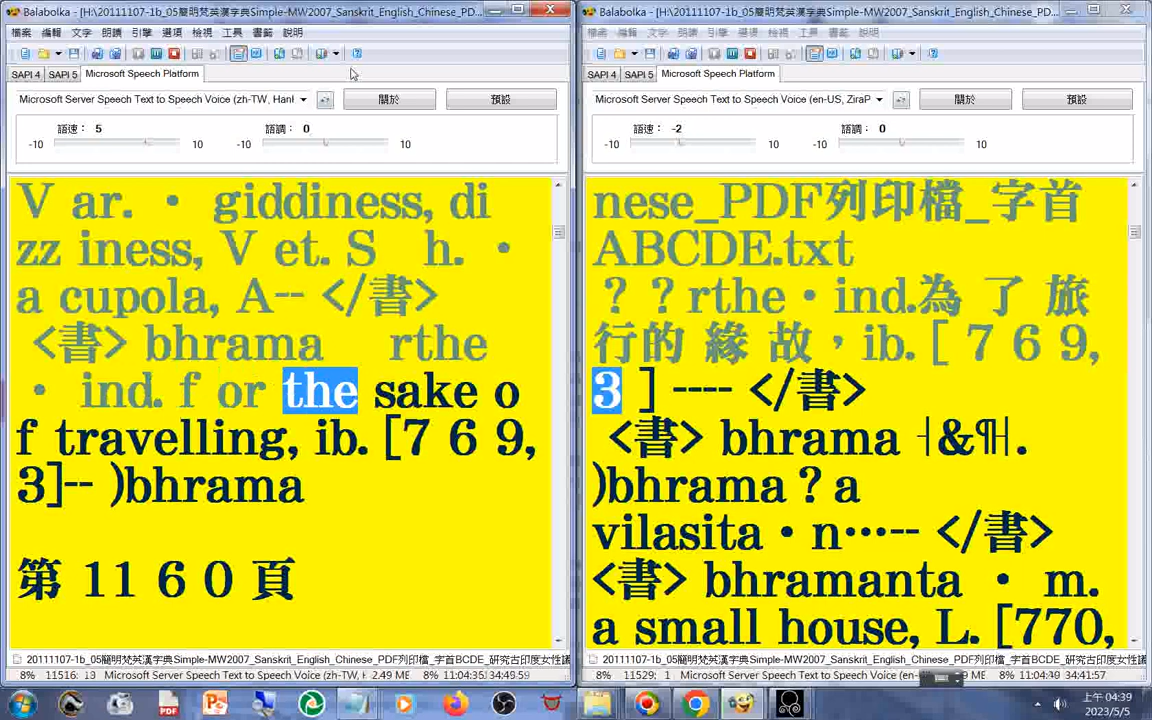 Balabolka - [H:\20111107-1b_05簡明梵英漢字典Simple-MW2007_Sanskrit_English_Chinese_PD...
檔案 編輯 文字 朗讀 引擎 選項 檢視 工具 書籤 說明
SAPI 4 SAPI 5 Microsoft Speech Platform
Microsoft Server Speech Text to Speech Voice (zh-TW, Hanl
關於 預設
語速： 5 語調： 0
-10 10 -10 10
V ar. • giddiness, di
zz iness, V et. S h. •
a cupola, A-- </書>
<書> bhrama rthe
• ind. f or the sake o
f travelling, ib. [7 6 9,
3]-- )bhrama
第 11 6 0 頁
20111107-1b_05簡明梵英漢字典Simple-MW2007_Sanskrit_English_Chinese_PDF列印檔_字首BCDE_研究古印度女性議
8% 11516: 13 Microsoft Server Speech Text to Speech Voice (zh-TW, H 2.49 MB 8% 11:04:35 34:49:59
Balabolka - [H:\20111107-1b_05簡明梵英漢字典Simple-MW2007_Sanskrit_English_Chinese_PD...
檔案 編輯 文字 朗讀 引擎 選項 檢視 工具 書籤 說明
SAPI 4 SAPI 5 Microsoft Speech Platform
Microsoft Server Speech Text to Speech Voice (en-US, ZiraP
關於 預設
語速： -2 語調： 0
-10 10 -10 10
nese_PDF列印檔_字首
ABCDE.txt
？？rthe•ind.為 了 旅
行的 緣 故，ib.[ 7 6 9,
3 ] ---- </書>
<書> bhrama ┤&¶├.
)bhrama？a
vilasita•n…-- </書>
<書> bhramanta • m.
a small house, L. [770,
20111107-1b_05簡明梵英漢字典Simple-MW2007_Sanskrit_English_Chinese_PDF列印檔_字首ABCDE_研究古印度女性
8% 11529: Microsoft Server Speech Text to Speech Voice (en-US, ME 8% 11:04:49 34:41:57
上午 04:39
2023/5/5